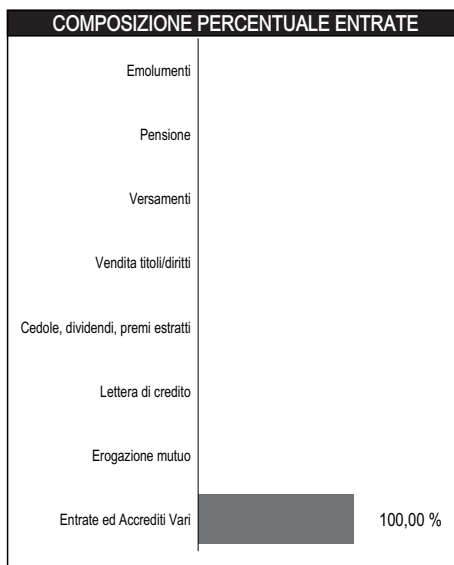 COMPOSIZIONE PERCENTUALE ENTRATE
Emolumenti
Pensione
Versamenti
Vendita titoli/diritti
Cedole, dividendi, premi estratti
Lettera di credito
Erogazione mutuo
Entrate ed Accrediti Vari 100,00 %